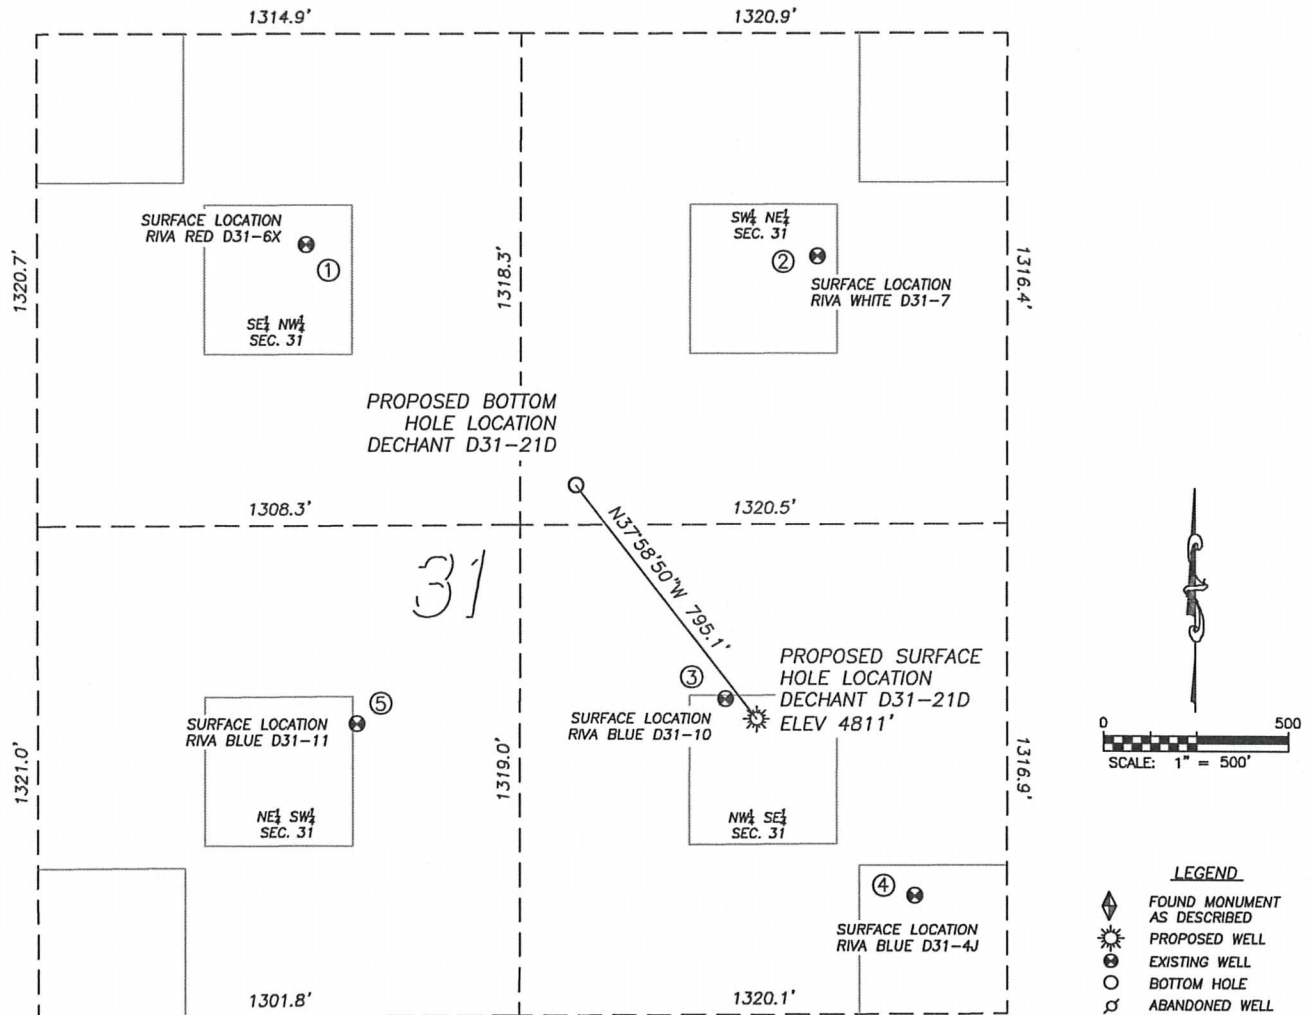 1314.9'
1320.9'
SURFACE LOCATION
RIVA RED D31-6X
1
SE¼ NW¼
SEC. 31
1320.7'
1318.3'
SW¼ NE¼
SEC. 31
2
SURFACE LOCATION
RIVA WHITE D31-7
1316.4'
PROPOSED BOTTOM
HOLE LOCATION
DECHANT D31-21D
1308.3'
1320.5'
N37°58'50"W 795.1'
31
PROPOSED SURFACE
HOLE LOCATION
DECHANT D31-21D
ELEV 4811'
3
SURFACE LOCATION
RIVA BLUE D31-10
5
SURFACE LOCATION
RIVA BLUE D31-11
1321.0'
1319.0'
1316.9'
NE¼ SW¼
SEC. 31
NW¼ SE¼
SEC. 31
4
SURFACE LOCATION
RIVA BLUE D31-4J
1301.8'
1320.1'
0 500
SCALE: 1" = 500'
LEGEND
FOUND MONUMENT
AS DESCRIBED
PROPOSED WELL
EXISTING WELL
BOTTOM HOLE
ABANDONED WELL